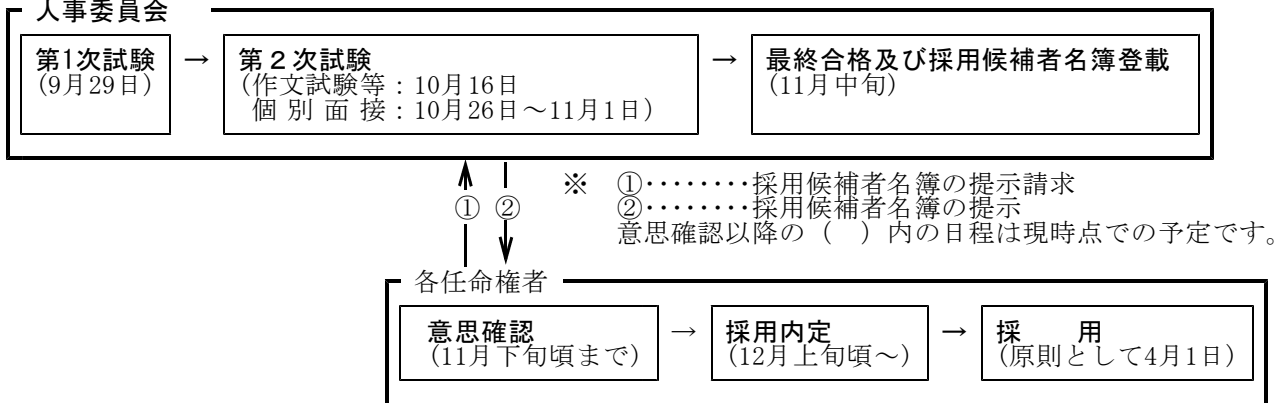 人事委員会
第1次試験
(9月29日)
→
第２次試験
(作文試験等：10月16日
個別面接：10月26日～11月1日)
→
最終合格及び採用候補者名簿登載
(11月中旬)
① ②
※ ①････････採用候補者名簿の提示請求
②････････採用候補者名簿の提示
意思確認以降の（　）内の日程は現時点での予定です。
各任命権者
意思確認
(11月下旬頃まで)
→
採用内定
(12月上旬頃～)
→
採　用
(原則として4月1日)